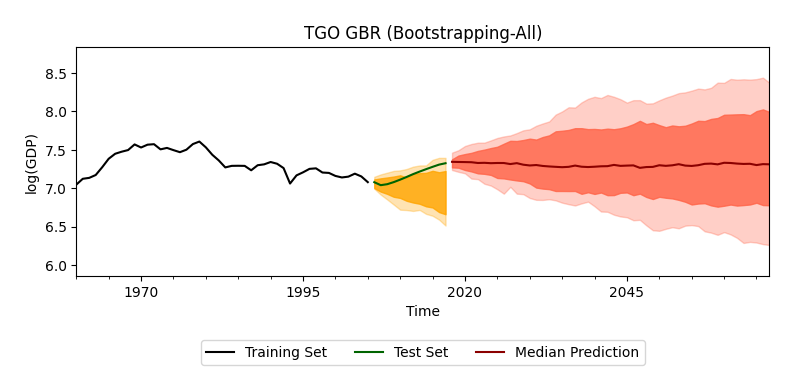 TGO GBR (Bootstrapping-All)
log(GDP)
8.5
8.0
7.5
7.0
6.5
6.0
1970 1995 2020 2045
Time
Training Set Test Set Median Prediction